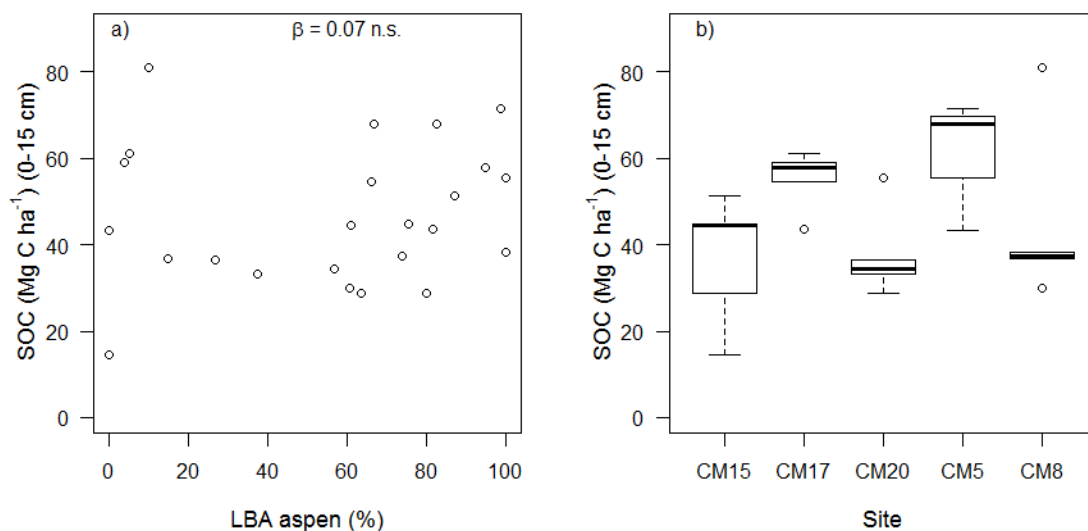 a)
β = 0.07 n.s.
SOC (Mg C ha⁻¹) (0-15 cm)
80
60
40
20
0
0 20 40 60 80 100
LBA aspen (%)
b)
SOC (Mg C ha⁻¹) (0-15 cm)
80
60
40
20
0
CM15 CM17 CM20 CM5 CM8
Site